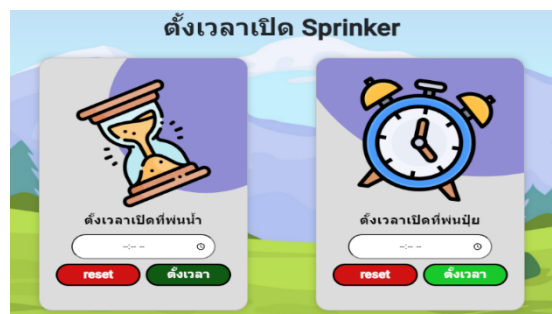 ตั้งเวลาเปิด Sprinker
ตั้งเวลาเปิดที่พ่นน้ำ
--:-- --
reset ตั้งเวลา
ตั้งเวลาเปิดที่พ่นปุ๋ย
--:-- --
reset ตั้งเวลา